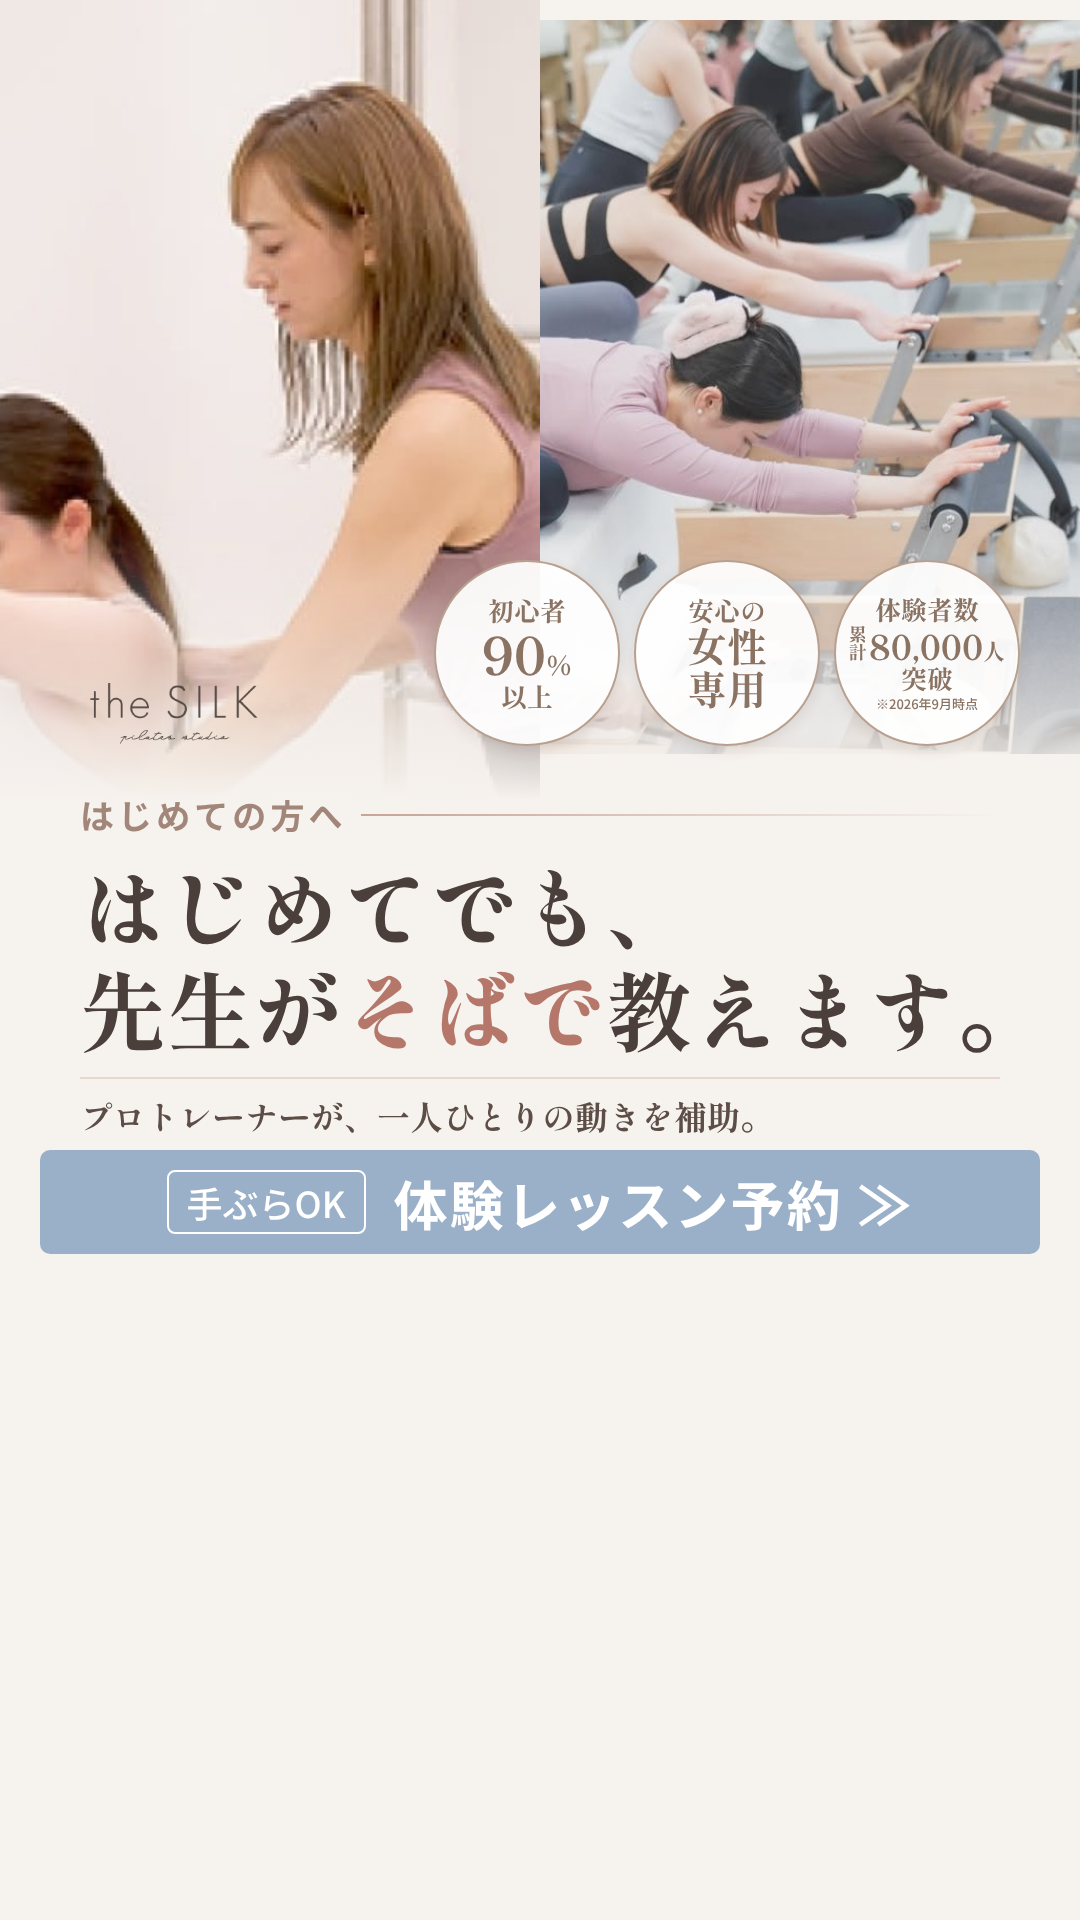 初心者
90%
以上
安心の
女性
専用
体験者数
累計80,000人
突破
※2026年9月時点
the SILK
pilates studio
はじめての方へ
はじめてでも、
先生がそばで教えます。
プロトレーナーが、一人ひとりの動きを補助。
手ぶらOK 体験レッスン予約 ≫